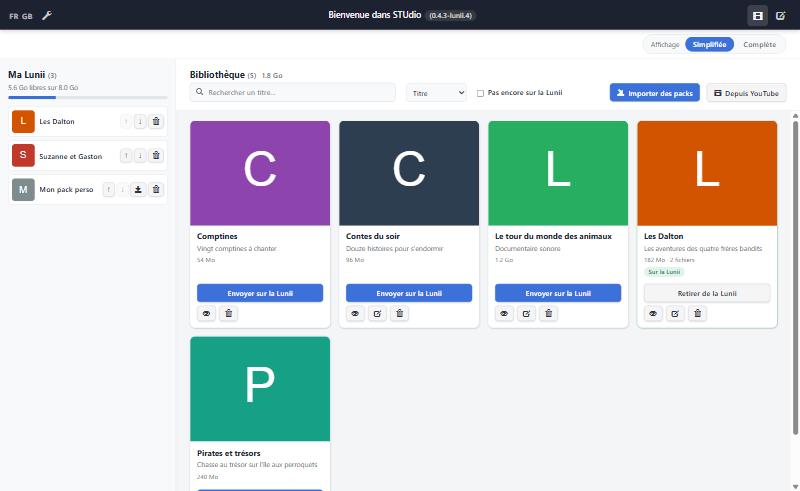 FR GB
Bienvenue dans STUdio (0.4.3-lunii.4)
Affichage Simplifiée Complète
Ma Lunii (3)
5.6 Go libres sur 8.0 Go
L Les Dalton
S Suzanne et Gaston
M Mon pack perso
Bibliothèque (5) 1.8 Go
Rechercher un titre...
Titre
Pas encore sur la Lunii
Importer des packs
Depuis YouTube
C
Comptines
Vingt comptines à chanter
54 Mo
Envoyer sur la Lunii
C
Contes du soir
Douze histoires pour s'endormir
96 Mo
Envoyer sur la Lunii
L
Le tour du monde des animaux
Documentaire sonore
1.2 Go
Envoyer sur la Lunii
L
Les Dalton
Les aventures des quatre frères bandits
182 Mo · 2 fichiers
Sur la Lunii
Retirer de la Lunii
P
Pirates et trésors
Chasse au trésor sur l'île aux perroquets
240 Mo